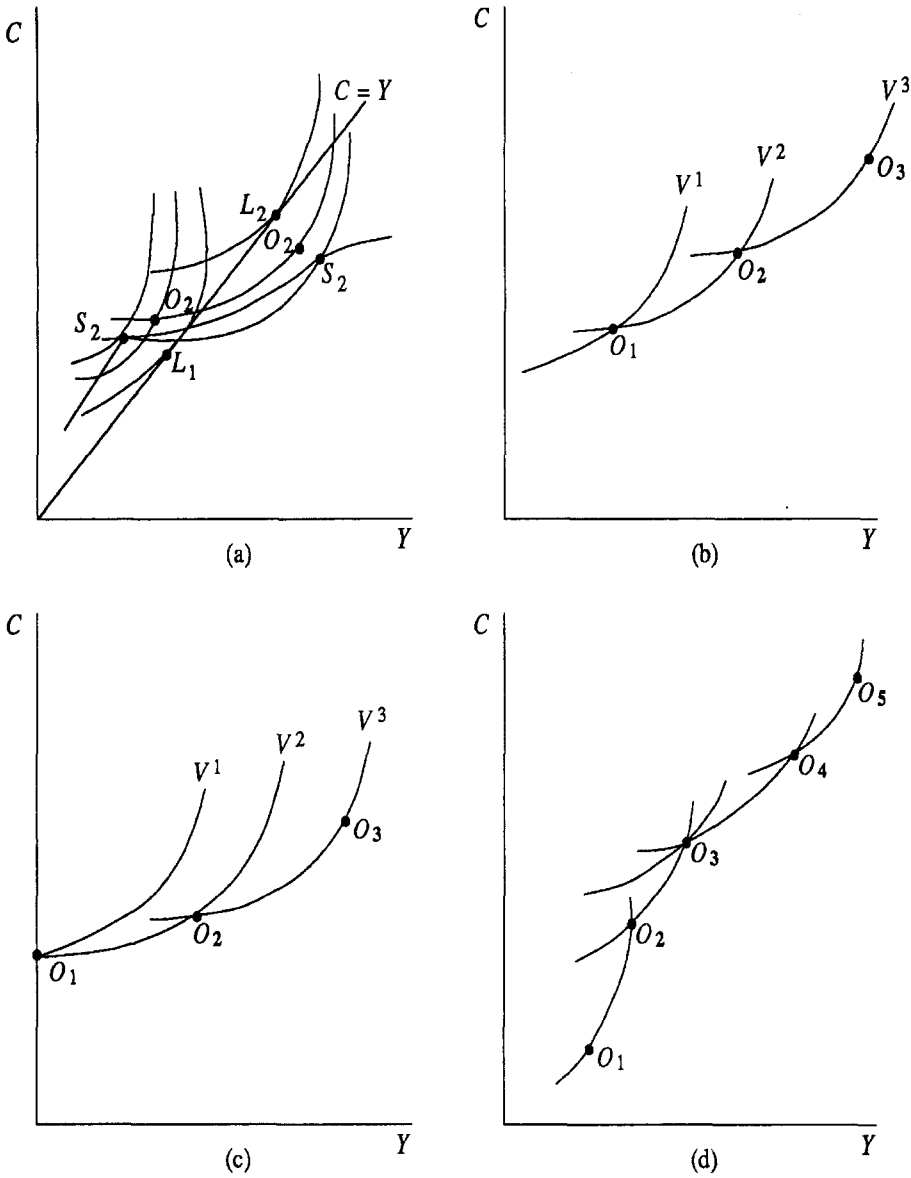 C
C = Y
L₂
O₂
S₂
O₂
S₂
L₁
Y
(a)
C
V³
O₃
V²
V¹
O₂
O₁
Y
(b)
C
V³
V²
V¹
O₃
O₂
O₁
Y
(c)
C
O₅
O₄
O₃
O₂
O₁
Y
(d)